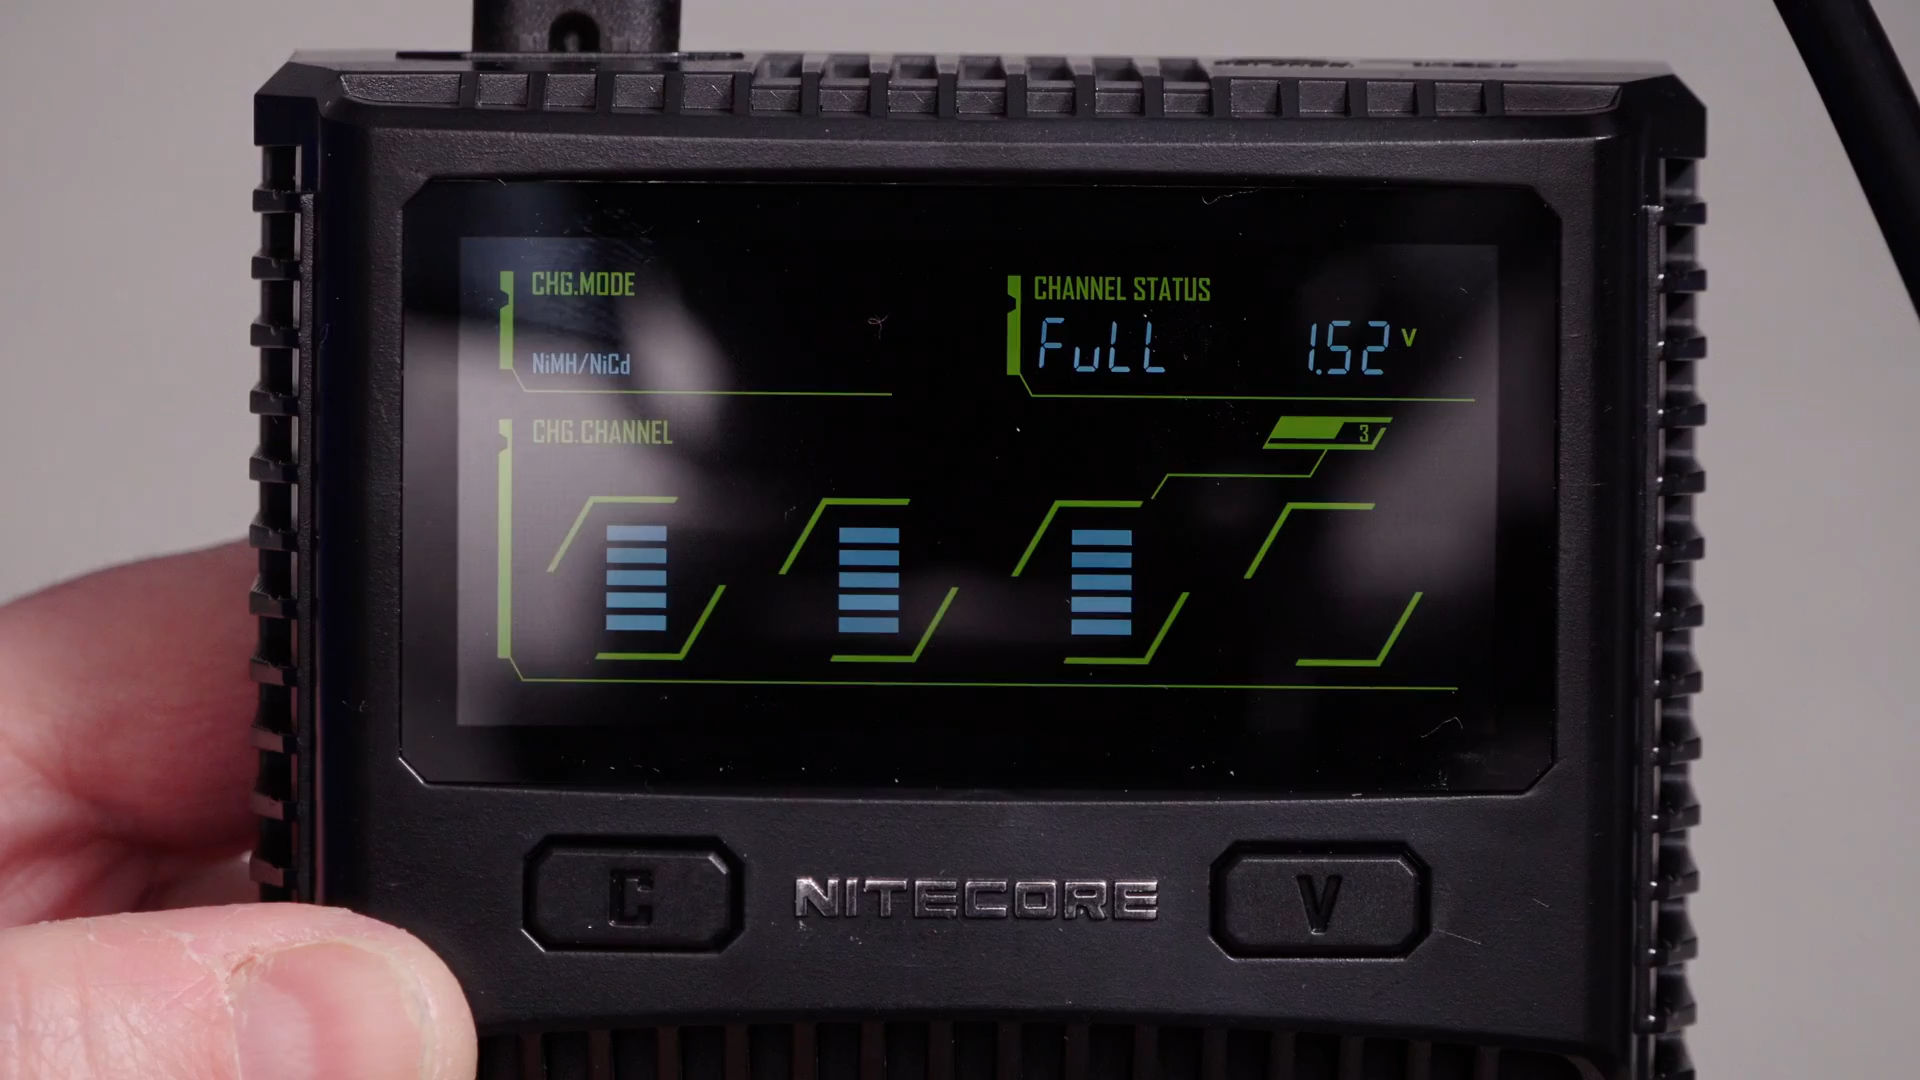 CHG.MODE
NiMH/NiCd
CHANNEL STATUS
FuLL 1.52 V
CHG.CHANNEL
3
C NITECORE V